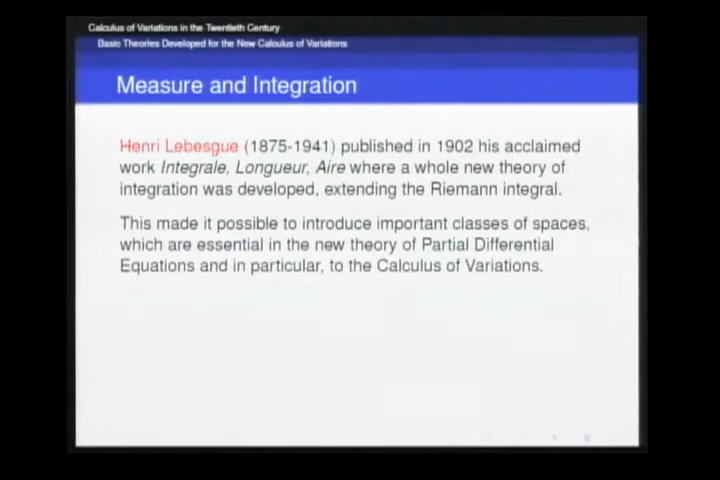 Calculus of Variations in the Twentieth Century
Basic Theories Developed for the New Calculus of Variations
Measure and Integration
Henri Lebesgue (1875-1941) published in 1902 his acclaimed
work Integrale, Longueur, Aire where a whole new theory of
integration was developed, extending the Riemann integral.
This made it possible to introduce important classes of spaces,
which are essential in the new theory of Partial Differential
Equations and in particular, to the Calculus of Variations.